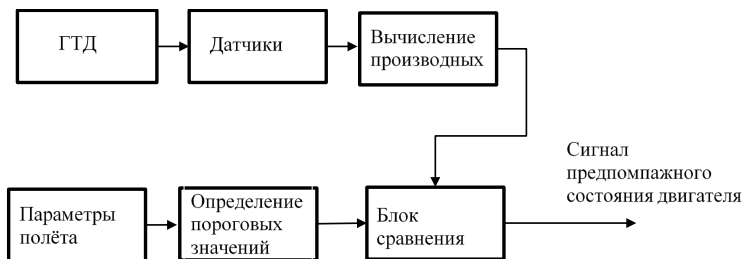 ГТД
Датчики
Вычисление
производных
Сигнал
предпомпажного
состояния двигателя
Параметры
полёта
Определение
пороговых
значений
Блок
сравнения